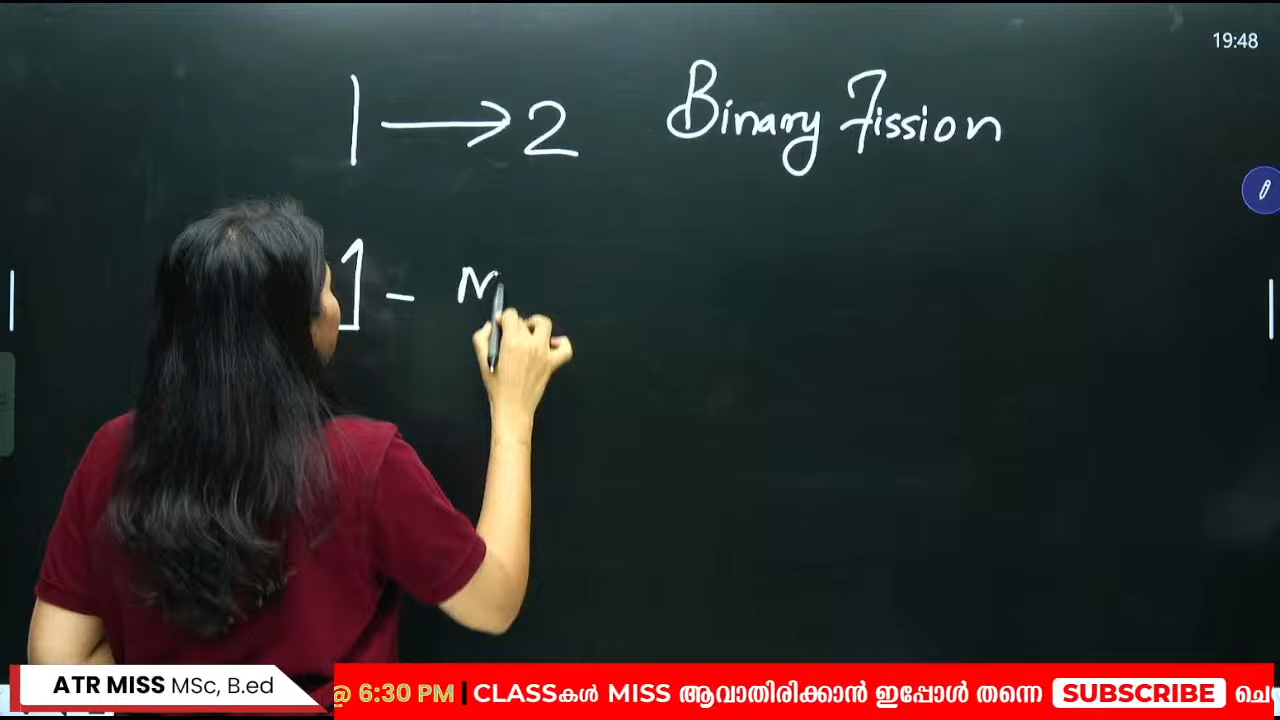 19:48
1 → 2 Binary Fission
1 -
ATR MISS MSc, B.ed
@ 6:30 PM | CLASSകൾ MISS ആവാതിരിക്കാൻ ഇപ്പോൾ തന്നെ SUBSCRIBE